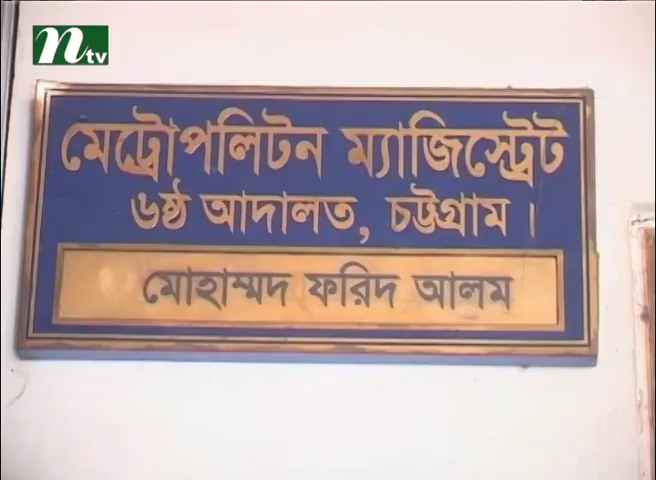 ntv
মেট্রোপলিটন ম্যাজিস্ট্রেট
৬ষ্ঠ আদালত, চট্টগ্রাম।
মোহাম্মদ ফরিদ আলম